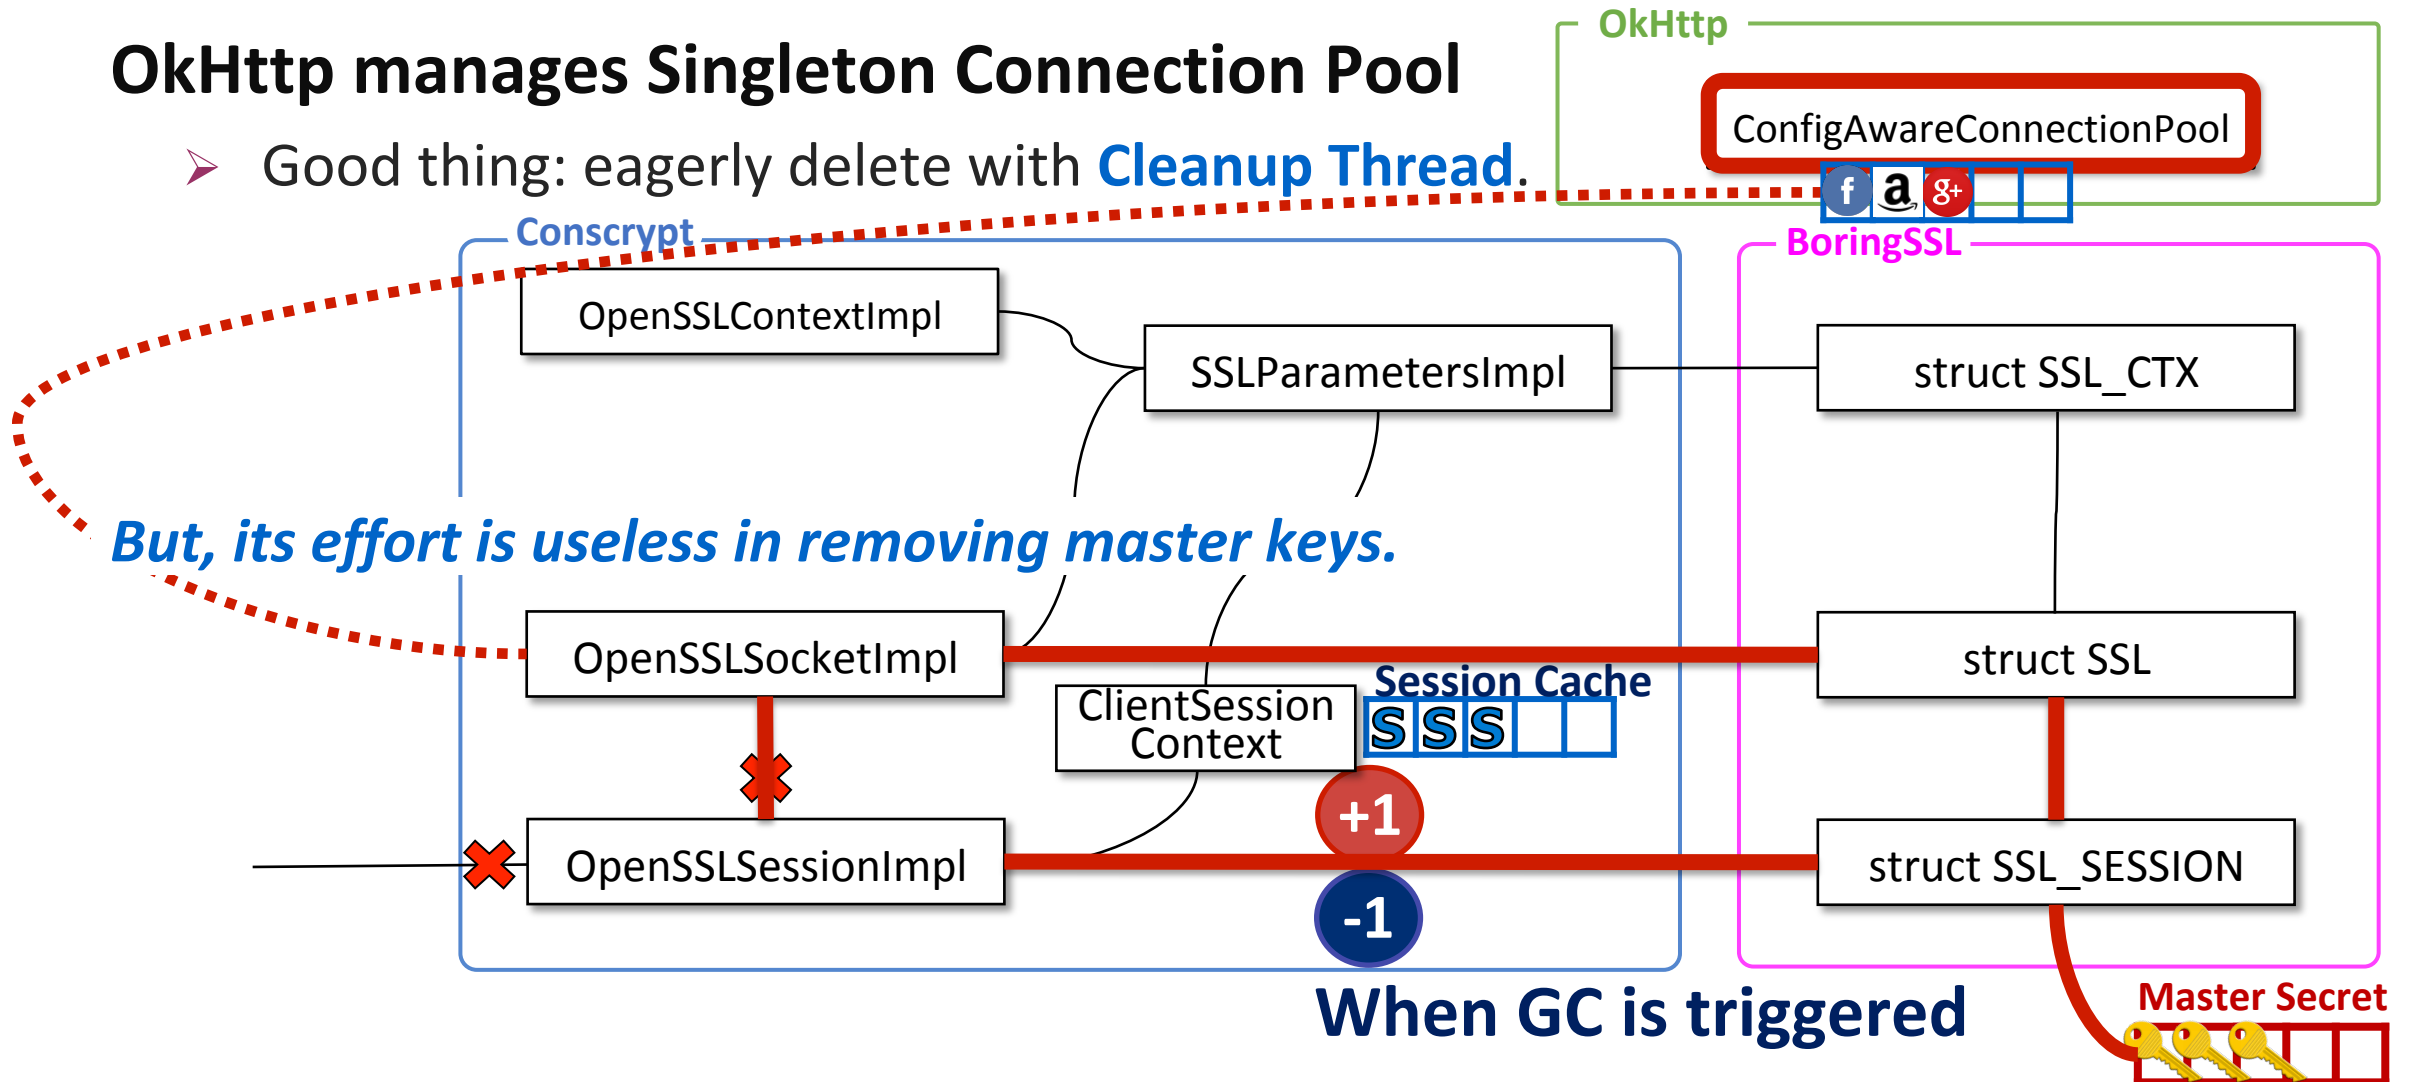 OkHttp
OkHttp manages Singleton Connection Pool
ConfigAwareConnectionPool
Good thing: eagerly delete with Cleanup Thread.
f a g+
Conscrypt
BoringSSL
OpenSSLContextImpl
SSLParametersImpl
struct SSL_CTX
But, its effort is useless in removing master keys.
OpenSSLSocketImpl
struct SSL
Session Cache
ClientSession
Context
S S S
+1
OpenSSLSessionImpl
struct SSL_SESSION
-1
When GC is triggered
Master Secret